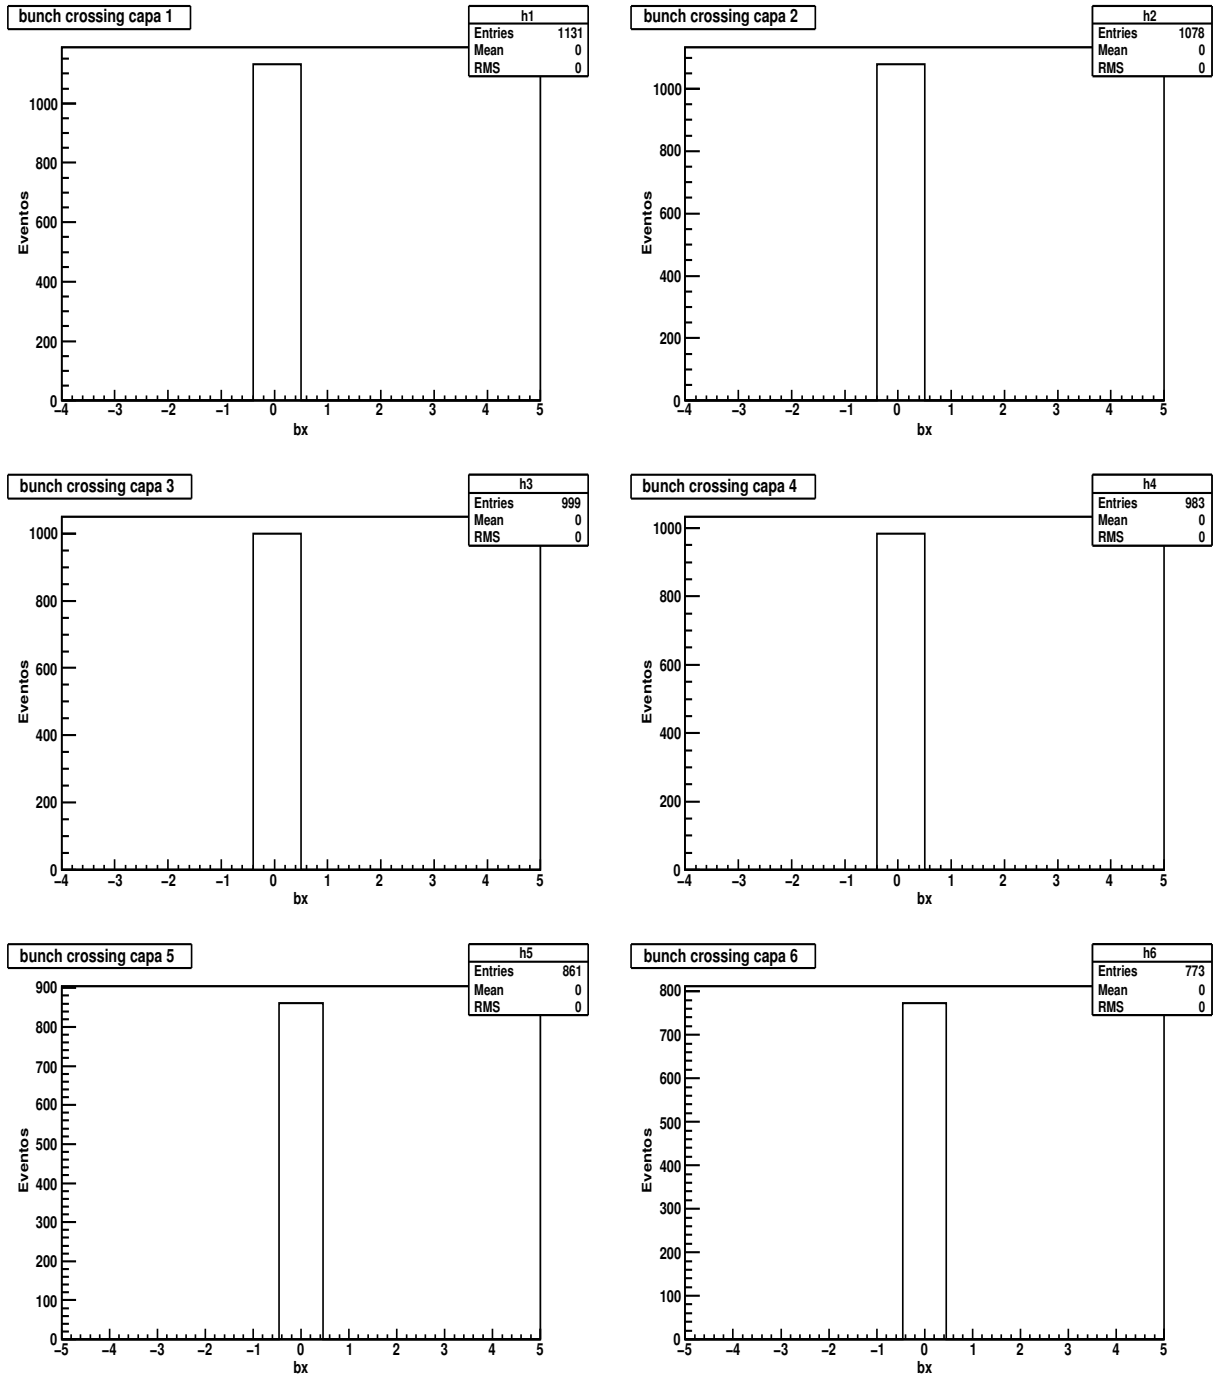 bunch crossing capa 1
h1
Entries 1131
Mean 0
RMS 0
Eventos
1000
800
600
400
200
0
−4 −3 −2 −1 0 1 2 3 4 5
bx
bunch crossing capa 2
h2
Entries 1078
Mean 0
RMS 0
Eventos
1000
800
600
400
200
0
−4 −3 −2 −1 0 1 2 3 4 5
bx
bunch crossing capa 3
h3
Entries 999
Mean 0
RMS 0
Eventos
1000
800
600
400
200
0
−4 −3 −2 −1 0 1 2 3 4 5
bx
bunch crossing capa 4
h4
Entries 983
Mean 0
RMS 0
Eventos
1000
800
600
400
200
0
−4 −3 −2 −1 0 1 2 3 4 5
bx
bunch crossing capa 5
h5
Entries 861
Mean 0
RMS 0
Eventos
900
800
700
600
500
400
300
200
100
0
−5 −4 −3 −2 −1 0 1 2 3 4 5
bx
bunch crossing capa 6
h6
Entries 773
Mean 0
RMS 0
Eventos
800
700
600
500
400
300
200
100
0
−5 −4 −3 −2 −1 0 1 2 3 4 5
bx